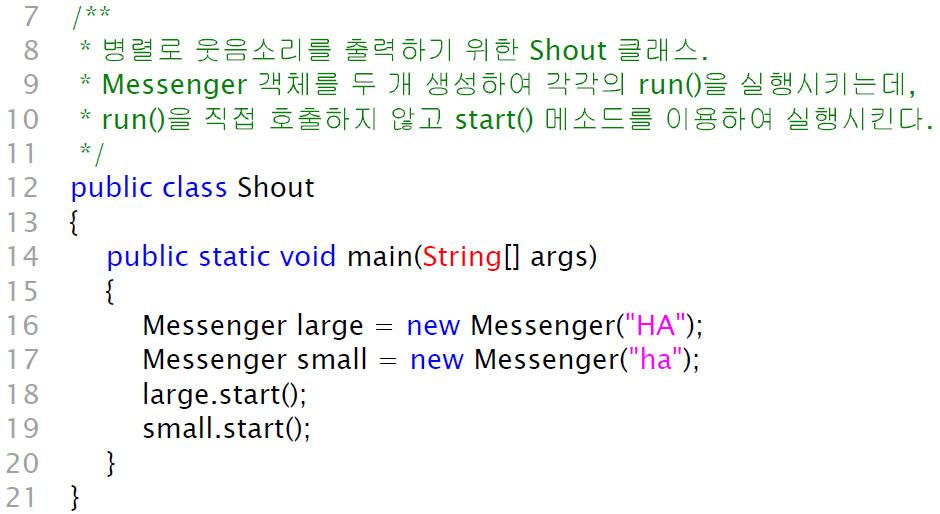 7 /**
8 * 병렬로 웃음소리를 출력하기 위한 Shout 클래스.
9 * Messenger 객체를 두 개 생성하여 각각의 run()을 실행시키는데,
10 * run()을 직접 호출하지 않고 start() 메소드를 이용하여 실행시킨다.
11 */
12 public class Shout
13 {
14 public static void main(String[] args)
15 {
16 Messenger large = new Messenger("HA");
17 Messenger small = new Messenger("ha");
18 large.start();
19 small.start();
20 }
21 }